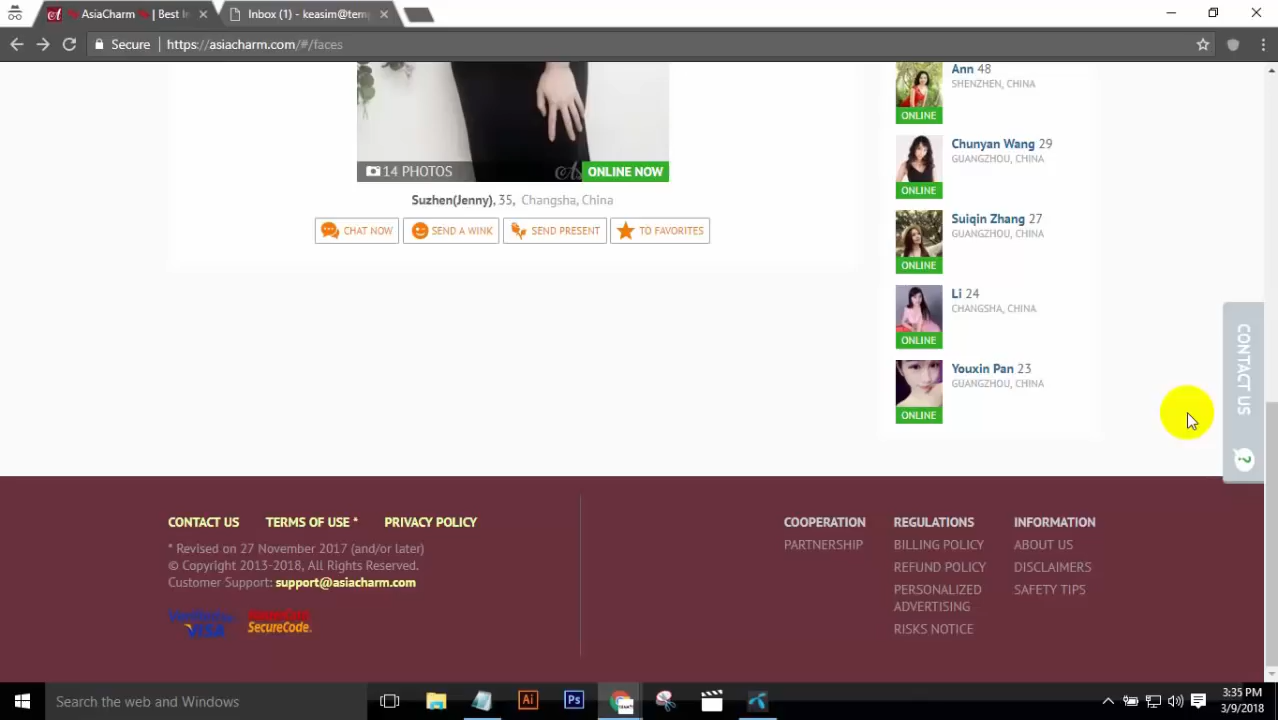 AsiaCharm
| Best In
Inbox (1) - keasim@temp
Secure
https://asiacharm.com/#/faces
14 PHOTOS
ONLINE NOW
Suzhen(Jenny), 35, Changsha, China
CHAT NOW
SEND A WINK
SEND PRESENT
TO FAVORITES
Ann 48
SHENZHEN, CHINA
ONLINE
Chunyan Wang 29
GUANGZHOU, CHINA
ONLINE
Suiqin Zhang 27
GUANGZHOU, CHINA
ONLINE
Li 24
CHANGSHA, CHINA
ONLINE
Youxin Pan 23
GUANGZHOU, CHINA
ONLINE
CONTACT US
?
CONTACT US
TERMS OF USE *
PRIVACY POLICY
* Revised on 27 November 2017 (and/or later)
© Copyright 2013-2018, All Rights Reserved.
Customer Support: support@asiacharm.com
VISA
SecureCode.
COOPERATION
PARTNERSHIP
REGULATIONS
BILLING POLICY
REFUND POLICY
PERSONALIZED
ADVERTISING
RISKS NOTICE
INFORMATION
ABOUT US
DISCLAIMERS
SAFETY TIPS
Search the web and Windows
Ai
Ps
3:35 PM
3/9/2018